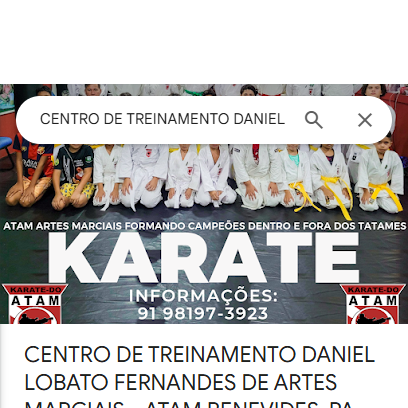 CENTRO DE TREINAMENTO DANIEL
ATAM ARTES MARCIAIS FORMANDO CAMPEÕES DENTRO E FORA DOS TATAMES
KARATE
KARATE-DO
ATAM
INFORMAÇÕES:
91 98197-3923
KARATE-DO
ATAM
CENTRO DE TREINAMENTO DANIEL
LOBATO FERNANDES DE ARTES
MARCIAIS - ATAM BENEVIDES-PA